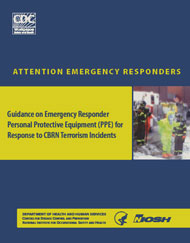 CDC
ATTENTION EMERGENCY RESPONDERS
Guidance on Emergency Responder
Personal Protective Equipment (PPE) for
Response to CBRN Terrorism Incidents
DEPARTMENT OF HEALTH AND HUMAN SERVICES
CENTERS FOR DISEASE CONTROL AND PREVENTION
NATIONAL INSTITUTE FOR OCCUPATIONAL SAFETY AND HEALTH
NIOSH